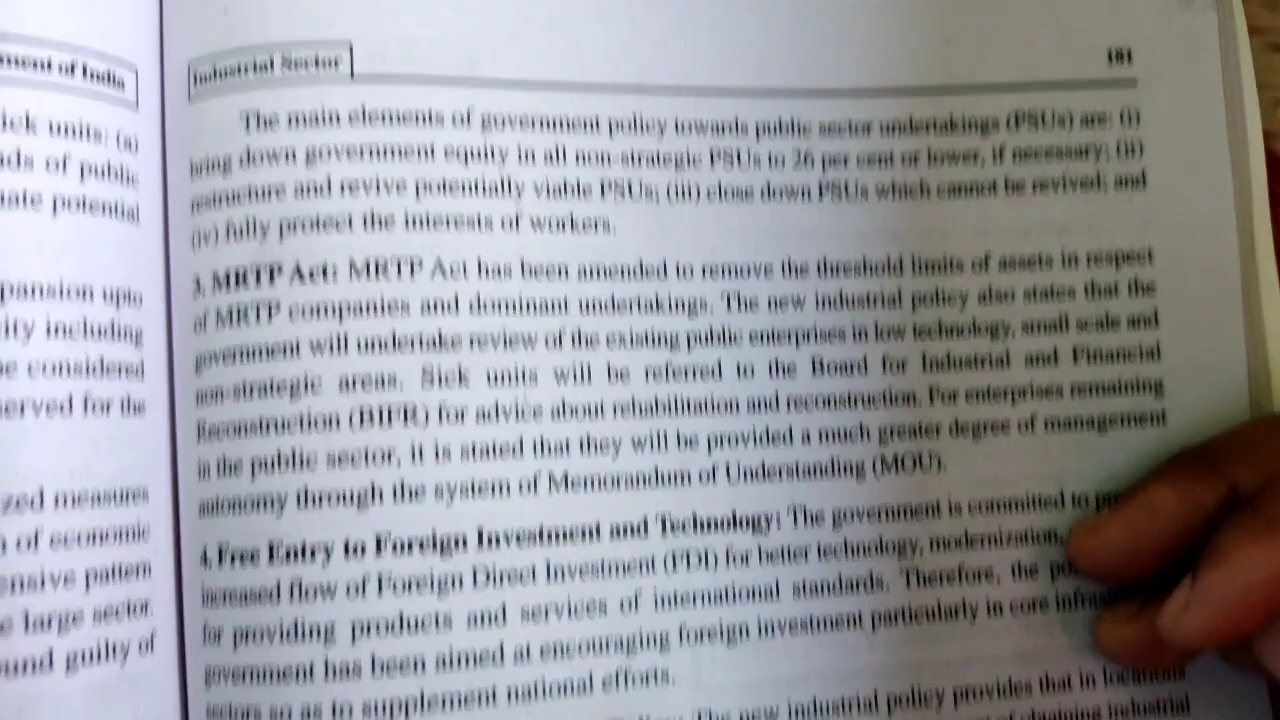 ment of India
ick units: (a)
ds of public
ate potential
pansion upto
ity including
e considered
erved for the
zed measures
of economic
ensive pattern
e large sector.
und guilty of
Industrial Sector
181
The main elements of government policy towards public sector undertakings (PSUs) are: (i)
bring down government equity in all non-strategic PSUs to 26 per cent or lower, if necessary; (ii)
restructure and revive potentially viable PSUs; (iii) close down PSUs which cannot be revived; and
(iv) fully protect the interests of workers.
3. MRTP Act: MRTP Act has been amended to remove the threshold limits of assets in respect
of MRTP companies and dominant undertakings. The new industrial policy also states that the
government will undertake review of the existing public enterprises in low technology, small scale and
non-strategic areas. Sick units will be referred to the Board for Industrial and Financial
Reconstruction (BIFR) for advice about rehabilitation and reconstruction. For enterprises remaining
in the public sector, it is stated that they will be provided a much greater degree of management
autonomy through the system of Memorandum of Understanding (MOU).
4. Free Entry to Foreign Investment and Technology: The government is committed to
increased flow of Foreign Direct Investment (FDI) for better technology, modernization,
for providing products and services of international standards. Therefore, the
government has been aimed at encouraging foreign investment particularly in core
sectors so as to supplement national efforts.
The new industrial policy provides that in locations
of obtaining industrial